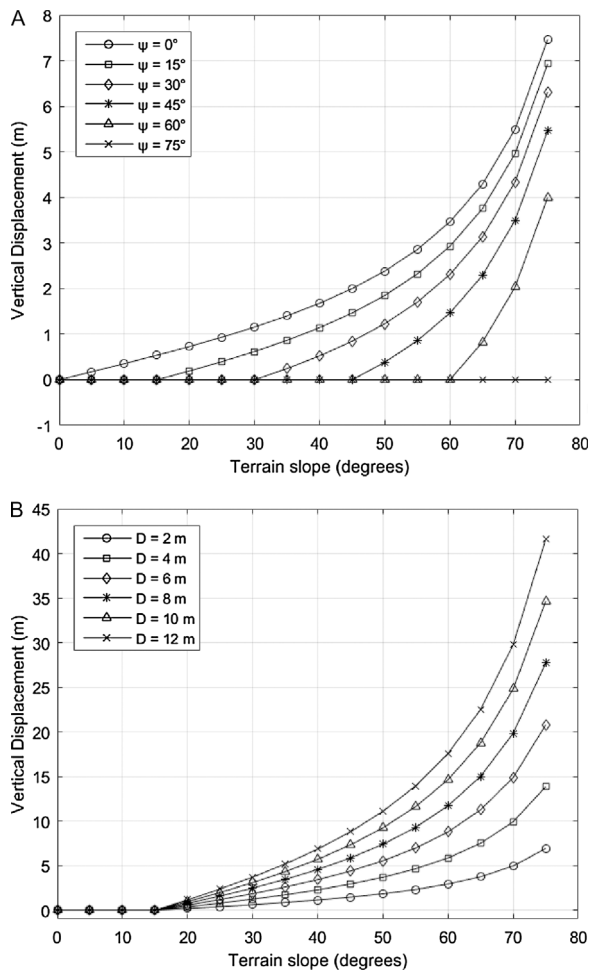 A
8
7
6
5
4
3
2
1
0
-1
Vertical Displacement (m)
ψ = 0°
ψ = 15°
ψ = 30°
ψ = 45°
ψ = 60°
ψ = 75°
0 10 20 30 40 50 60 70 80
Terrain slope (degrees)
B
45
40
35
30
25
20
15
10
5
0
Vertical Displacement (m)
D = 2 m
D = 4 m
D = 6 m
D = 8 m
D = 10 m
D = 12 m
0 10 20 30 40 50 60 70 80
Terrain slope (degrees)